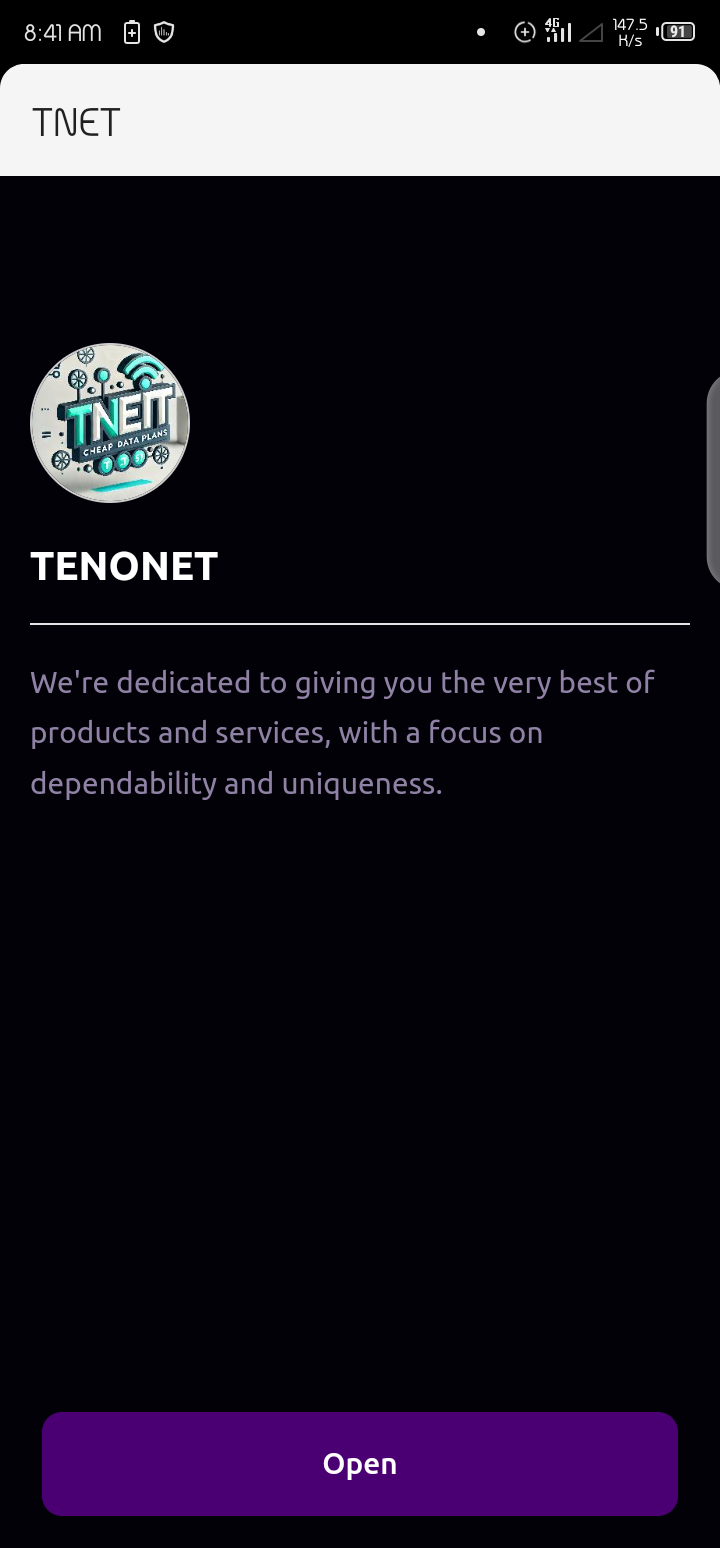 8:41 AM
4G
147.5
K/s
91
TNET
TNETT
CHEAP DATA PLANS
TENONET
We're dedicated to giving you the very best of
products and services, with a focus on
dependability and uniqueness.
Open